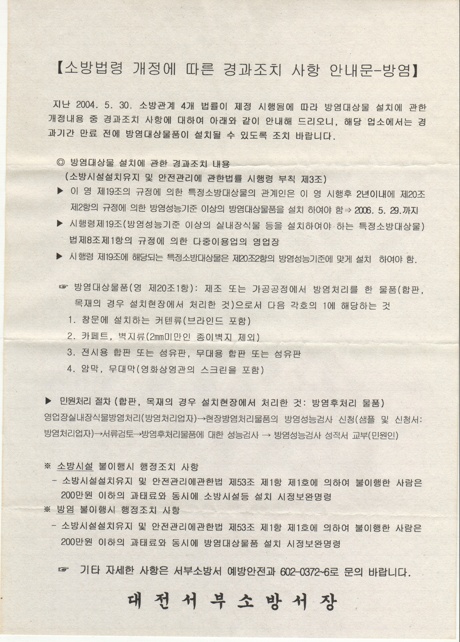 【소방법령 개정에 따른 경과조치 사항 안내문-방염】
지난 2004. 5. 30. 소방관계 4개 법률이 제정 시행됨에 따라 방염대상물 설치에 관한
개정내용 중 경과조치 사항에 대하여 아래와 같이 안내해 드리오니, 해당 업소에서는 경
과기간 만료 전에 방염대상물품이 설치될 수 있도록 조치 바랍니다.
◎ 방염대상물 설치에 관한 경과조치 내용
(소방시설설치유지 및 안전관리에 관한법률 시행령 부칙 제3조)
▶ 이 영 제19조의 규정에 의한 특정소방대상물의 관계인은 이 영 시행후 2년이내에 제20조
제2항의 규정에 의한 방염성능기준 이상의 방염대상물품을 설치 하여야 함⇒ 2006. 5. 29.까지
▶ 시행령제19조(방염성능기준 이상의 실내장식물 등을 설치하여야 하는 특정소방대상물)
법제8조제1항의 규정에 의한 다중이용업의 영업장
▶ 시행령 제19조에 해당되는 특정소방대상물은 제20조2항의 방염성능기준에 맞게 설치 하여야 함.
☞ 방염대상물품(영 제20조1항): 제조 또는 가공공정에서 방염처리를 한 물품(합판,
목재의 경우 설치현장에서 처리한 것)으로서 다음 각호의 1에 해당하는 것
1. 창문에 설치하는 커텐류(브라인드 포함)
2. 카페트, 벽지류(2㎜미만인 종이벽지 제외)
3. 전시용 합판 또는 섬유판, 무대용 합판 또는 섬유판
4. 암막, 무대막(영화상영관의 스크린을 포함)
▶ 민원처리 절차 (합판, 목재의 경우 설치현장에서 처리한 것: 방염후처리 물품)
영업장실내장식물방염처리(방염처리업자)→현장방염처리물품의 방염성능검사 신청(샘플 및 신청서:
방염처리업자)→서류검토→방염후처리물품에 대한 성능검사 → 방염성능검사 성적서 교부(민원인)
※ 소방시설 불이행시 행정조치 사항
- 소방시설설치유지 및 안전관리에관한법 제53조 제1항 제1호에 의하여 불이행한 사람은
200만원 이하의 과태료와 동시에 소방시설등 설치 시정보완명령
※ 방염 불이행시 행정조치 사항
- 소방시설설치유지 및 안전관리에관한법 제53조 제1항 제1호에 의하여 불이행한 사람은
200만원 이하의 과태료와 동시에 방염대상물품 설치 시정보완명령
☞ 기타 자세한 사항은 서부소방서 예방안전과 602-0372~6로 문의 바랍니다.
대전서부소방서장